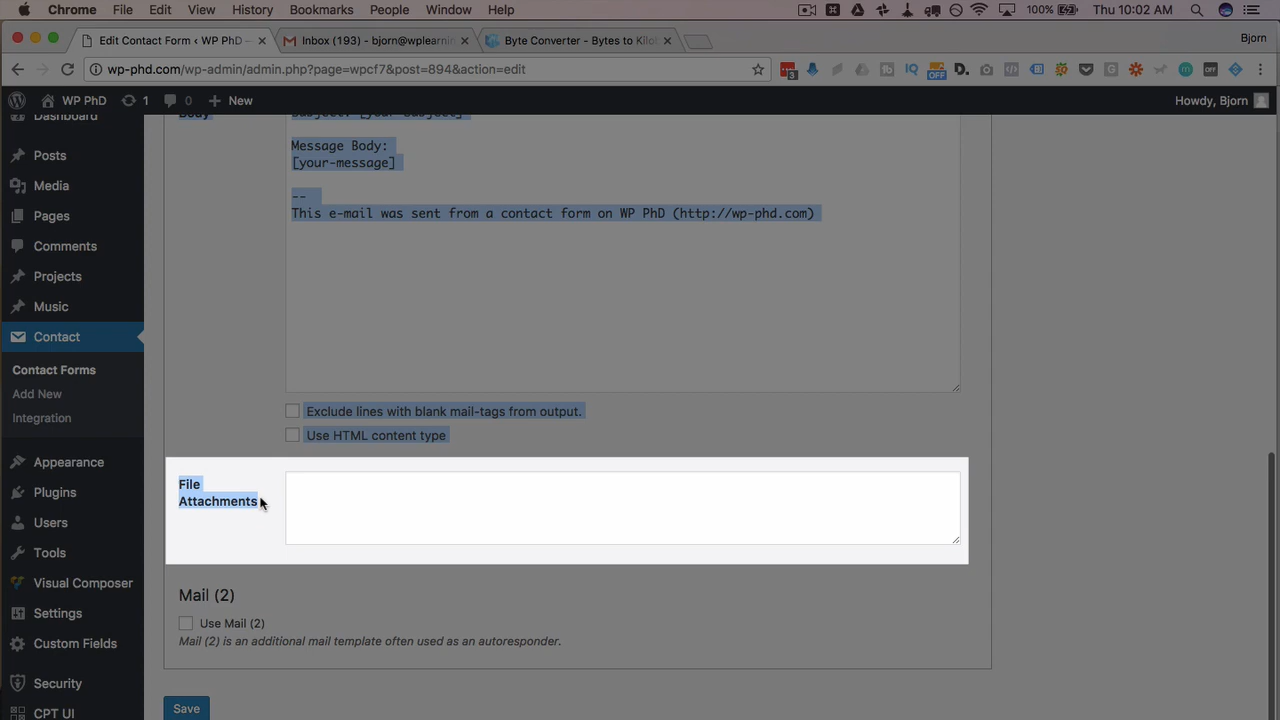 Chrome File Edit View History Bookmarks People Window Help 100% Thu 10:02 AM
Edit Contact Form ‹ WP PhD – Inbox (193) - bjorn@wplearnin Byte Converter - Bytes to Kilo Bjorn
wp-phd.com/wp-admin/admin.php?page=wpcf7&post=894&action=edit
WP PhD 1 0 New Howdy, Bjorn
Dashboard
Posts
Media
Pages
Comments
Projects
Music
Contact
Contact Forms
Add New
Integration
Appearance
Plugins
Users
Tools
Visual Composer
Settings
Custom Fields
Security
CPT UI
Body
Subject: [your-subject]
Message Body:
[your-message]
--
This e-mail was sent from a contact form on WP PhD (http://wp-phd.com)
Exclude lines with blank mail-tags from output.
Use HTML content type
File
Attachments
Mail (2)
Use Mail (2)
Mail (2) is an additional mail template often used as an autoresponder.
Save